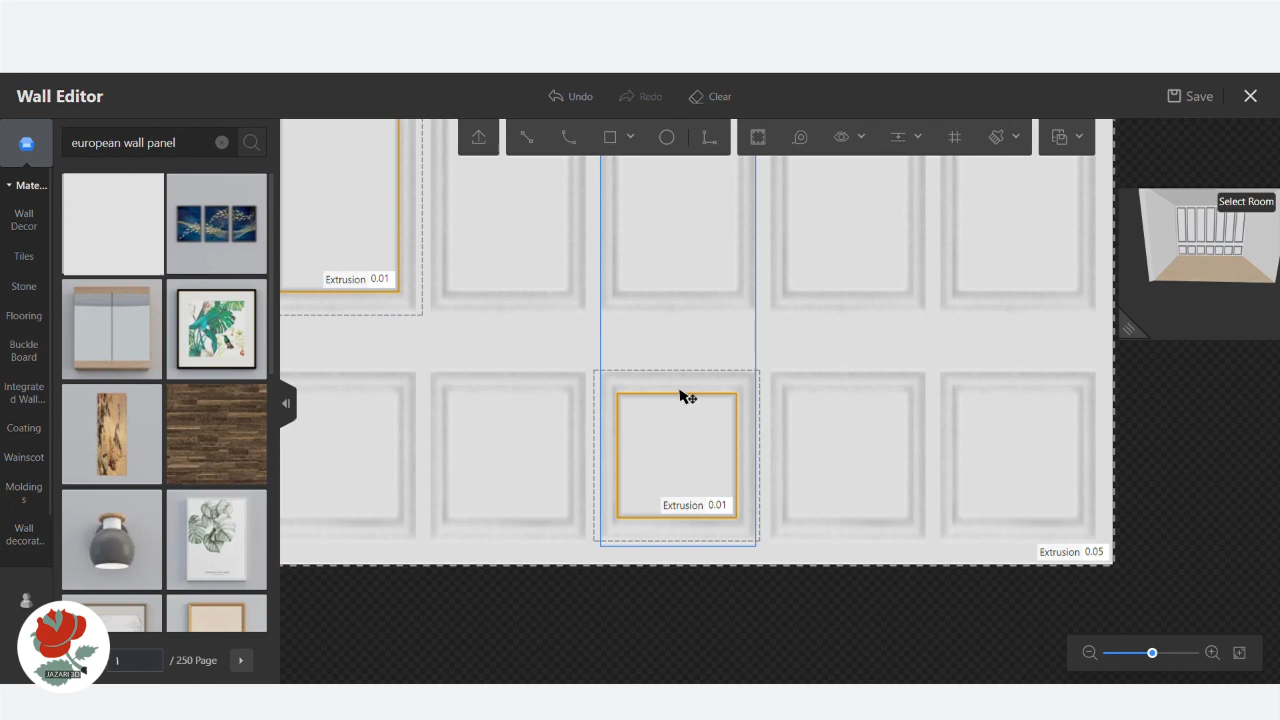 Wall Editor
Undo
Redo
Clear
Save
european wall panel
Mate...
Wall
Decor
Tiles
Stone
Flooring
Buckle
Board
Integrate
d Wall...
Coating
Wainscot
Molding
s
Wall
decorat..
Select Room
Extrusion 0.01
Extrusion 0.01
Extrusion 0.05
1 / 250 Page
JAZARI 3D